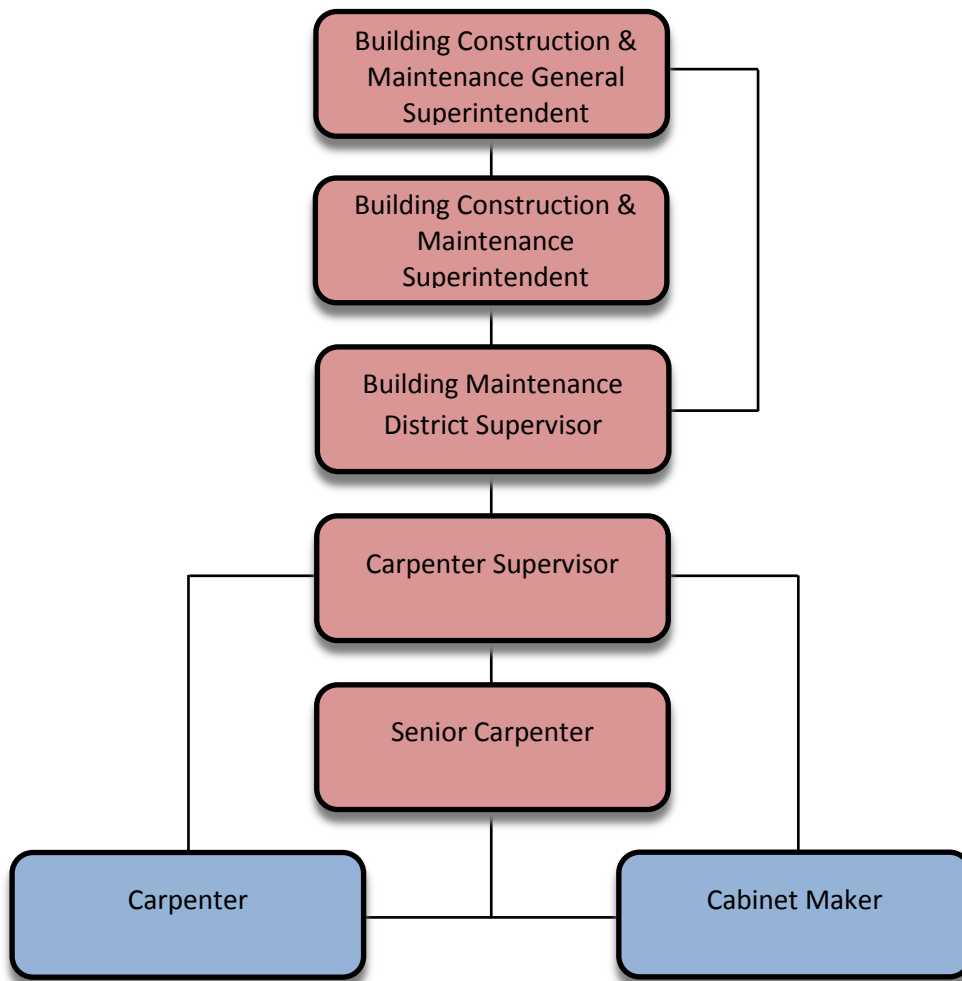 Building Construction &
Maintenance General
Superintendent
Building Construction &
Maintenance
Superintendent
Building Maintenance
District Supervisor
Carpenter Supervisor
Senior Carpenter
Carpenter
Cabinet Maker